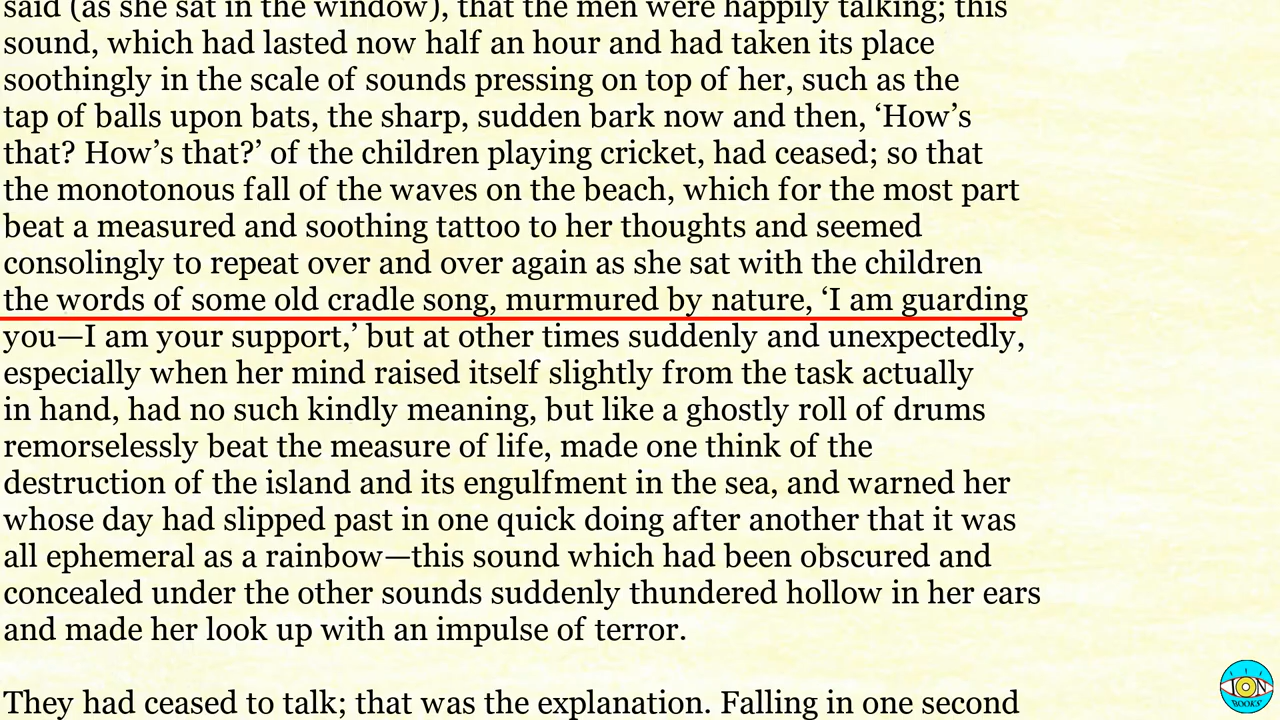 said (as she sat in the window), that the men were happily talking; this
sound, which had lasted now half an hour and had taken its place
soothingly in the scale of sounds pressing on top of her, such as the
tap of balls upon bats, the sharp, sudden bark now and then, ‘How’s
that? How’s that?’ of the children playing cricket, had ceased; so that
the monotonous fall of the waves on the beach, which for the most part
beat a measured and soothing tattoo to her thoughts and seemed
consolingly to repeat over and over again as she sat with the children
the words of some old cradle song, murmured by nature, ‘I am guarding
you—I am your support,’ but at other times suddenly and unexpectedly,
especially when her mind raised itself slightly from the task actually
in hand, had no such kindly meaning, but like a ghostly roll of drums
remorselessly beat the measure of life, made one think of the
destruction of the island and its engulfment in the sea, and warned her
whose day had slipped past in one quick doing after another that it was
all ephemeral as a rainbow—this sound which had been obscured and
concealed under the other sounds suddenly thundered hollow in her ears
and made her look up with an impulse of terror.
They had ceased to talk; that was the explanation. Falling in one second
ION
BOOKS